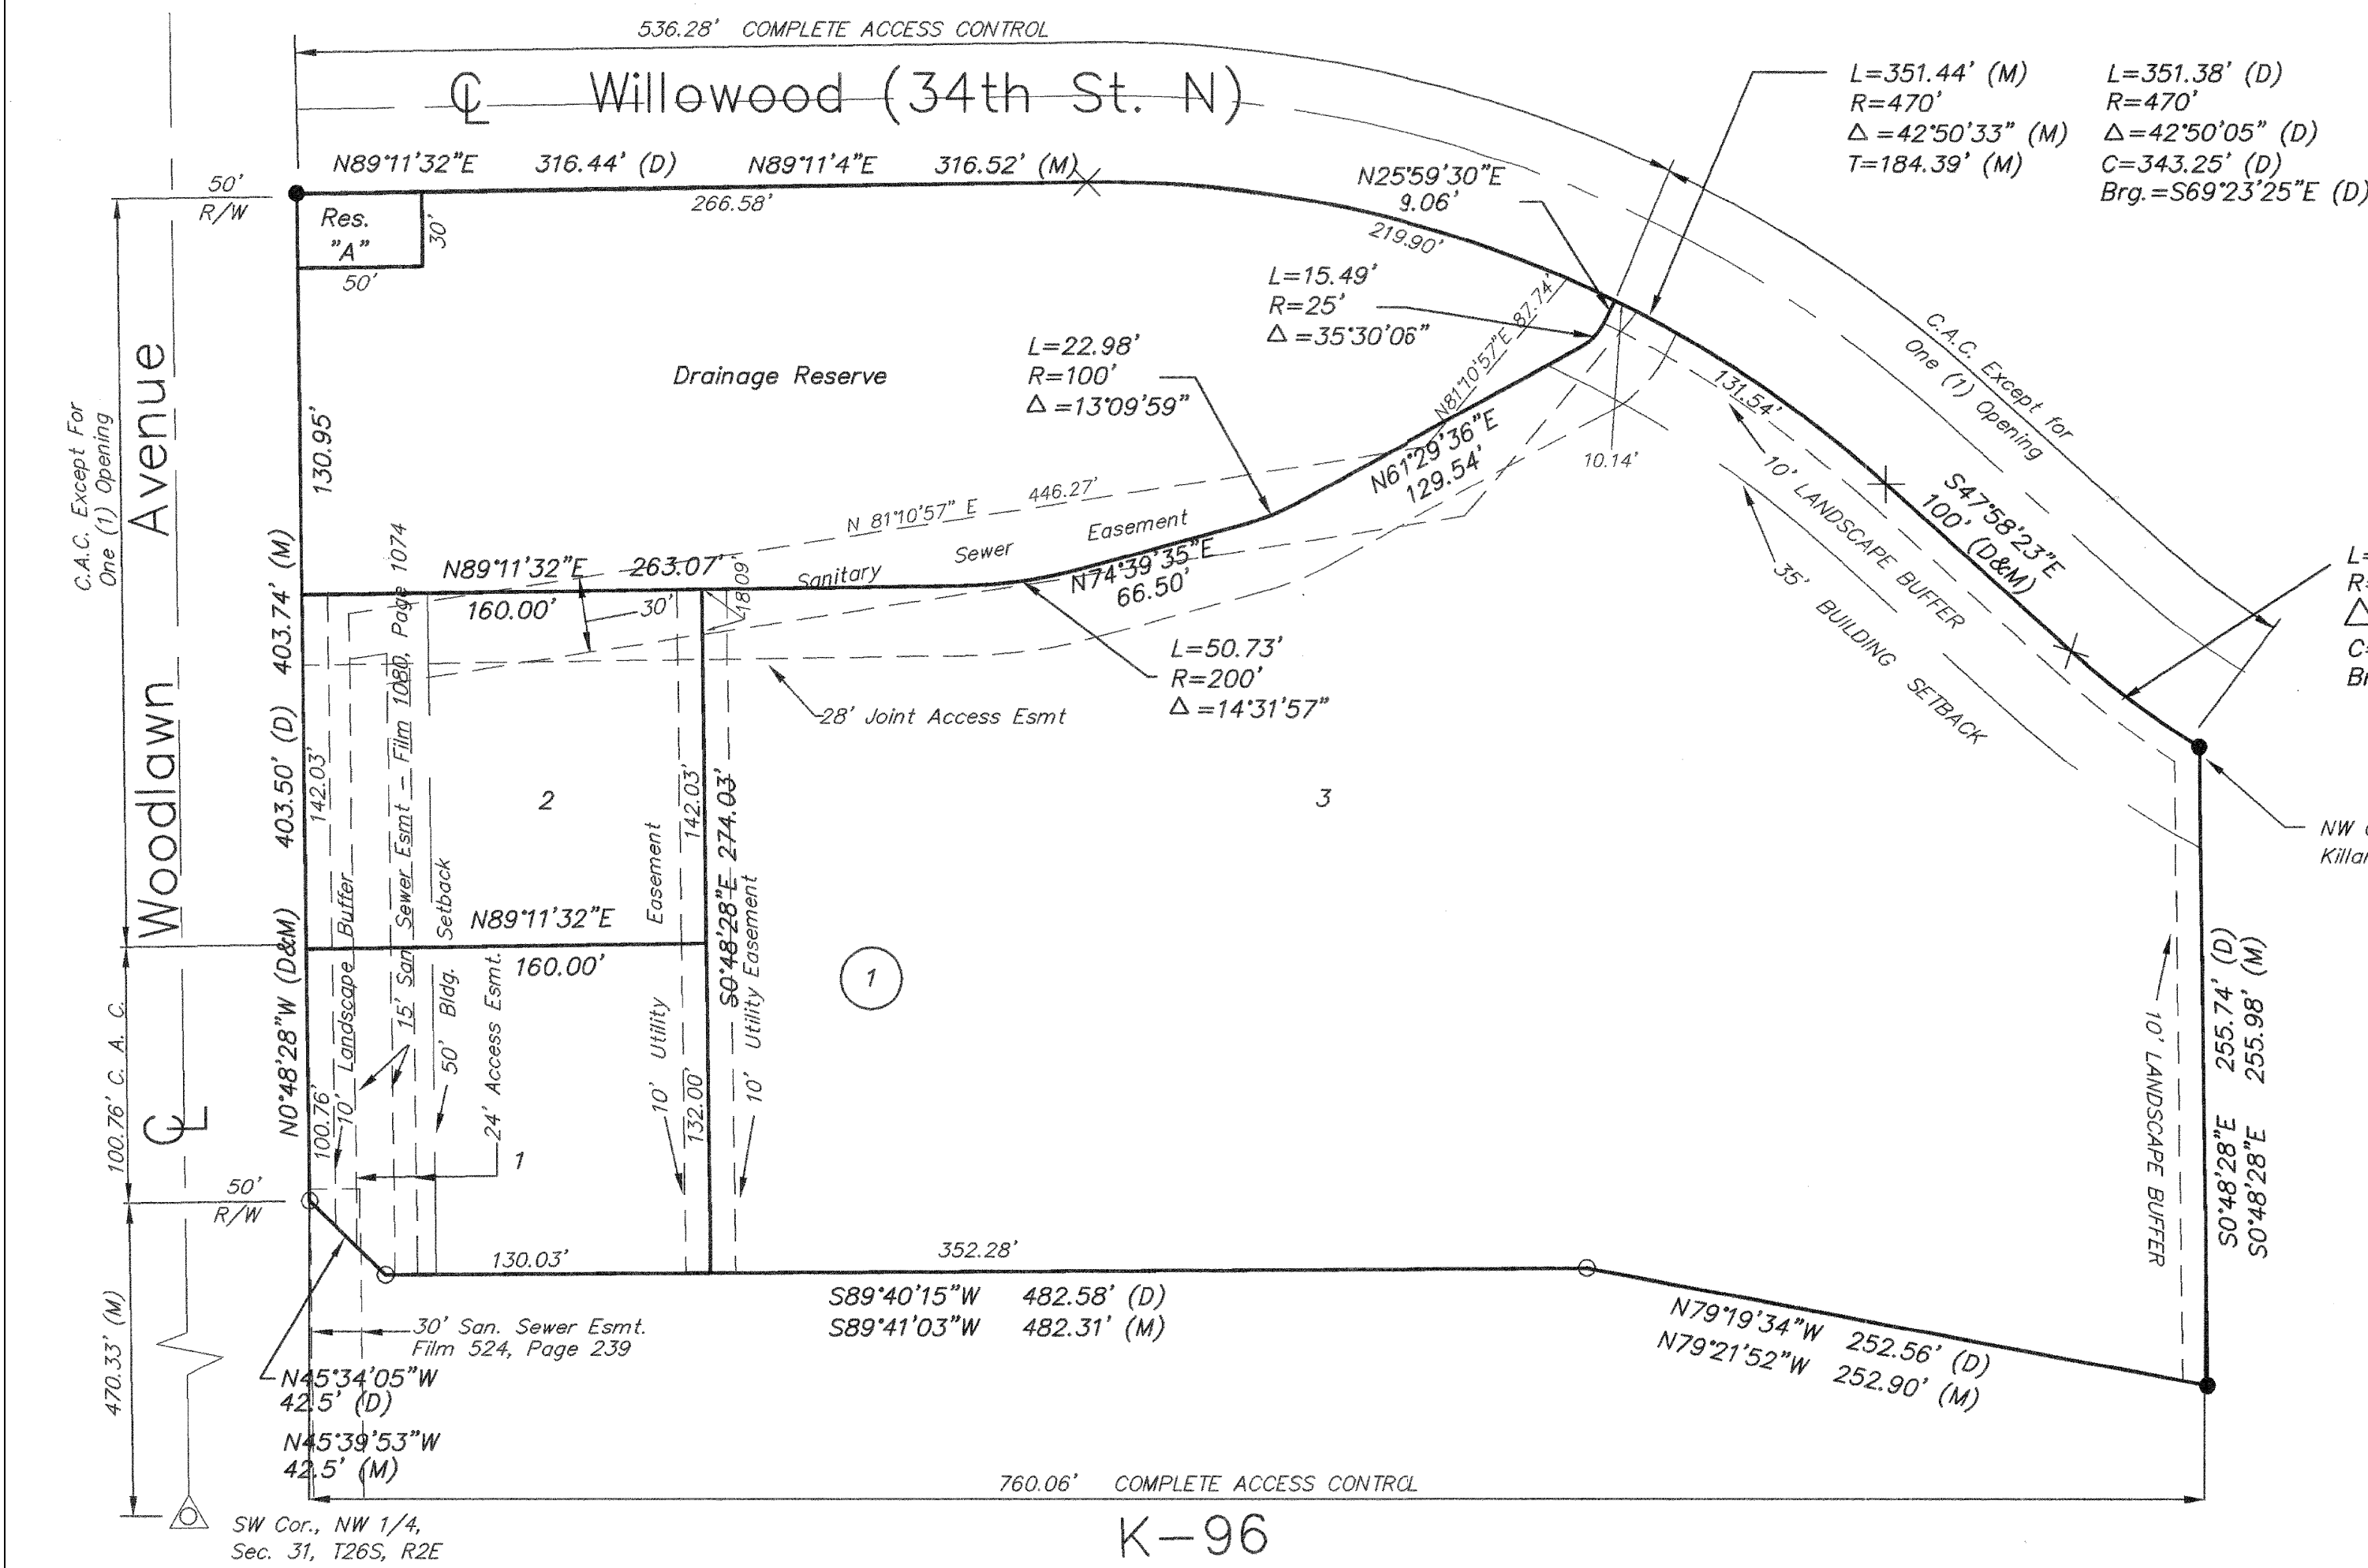 536.28' COMPLETE ACCESS CONTROL
℄ Willowood (34th St. N)
L=351.44' (M)
R=470'
Δ=42°50'33" (M)
T=184.39' (M)
L=351.38' (D)
R=470'
Δ=42°50'05" (D)
C=343.25' (D)
Brg.=S69°23'25"E (D)
50'
R/W
N89°11'32"E 316.44' (D) N89°11'4"E 316.52' (M)
266.58'
Res.
"A"
30'
50'
N25°59'30"E
9.06'
219.90'
L=15.49'
R=25'
Δ=35°30'06"
L=22.98'
R=100'
Δ=13°09'59"
Drainage Reserve
N81°10'57"E 87.74'
N61°29'36"E
129.54'
10.14'
131.54'
C.A.C. Except for
One (1) Opening
10' LANDSCAPE BUFFER
35' BUILDING SETBACK
S47°58'23"E
100'
(D&M)
L=
R=
Δ
C=
Br
NW
Killar
C.A.C. Except For
One (1) Opening
Woodlawn Avenue
℄
130.95'
N0°48'28"W (D&M) 403.50' (D) 403.74' (M)
N 81°10'57" E 446.27'
Sanitary Sewer Easement
N74°39'35"E
66.50'
N89°11'32"E 263.07'
160.00'
30'
18.09'
L=50.73'
R=200'
Δ=14°31'57"
28' Joint Access Esmt
142.03'
10' Landscape Buffer
15' San Sewer Esmt - Film 1080, Page 1074
50' Bldg. Setback
24' Access Esmt.
2
3
10' Utility Easement
142.03'
S0°48'28"E 274.03'
10' Utility Easement
N89°11'32"E
160.00'
1
100.76' C. A. C.
100.76'
1
132.00'
50'
R/W
10' LANDSCAPE BUFFER
S0°48'28"E 255.74' (D)
S0°48'28"E 255.98' (M)
130.03'
352.28'
S89°40'15"W 482.58' (D)
S89°41'03"W 482.31' (M)
N79°19'34"W 252.56' (D)
N79°21'52"W 252.90' (M)
470.33' (M)
30' San. Sewer Esmt.
Film 524, Page 239
N45°34'05"W
42.5' (D)
N45°39'53"W
42.5' (M)
760.06' COMPLETE ACCESS CONTROL
SW Cor., NW 1/4,
Sec. 31, T26S, R2E
K-96